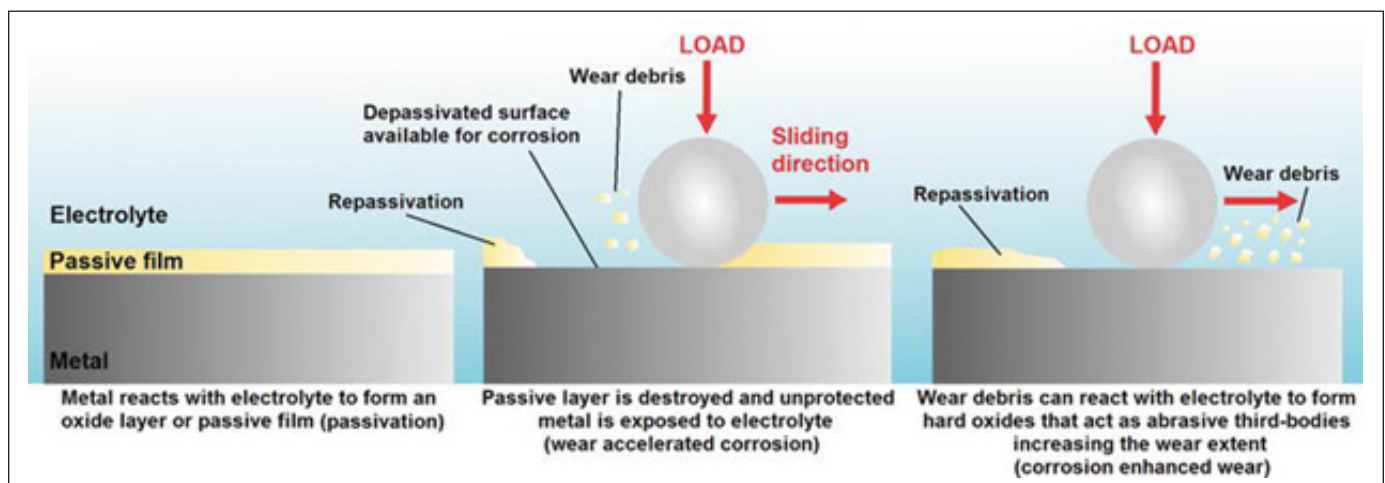 Electrolyte
Passive film
Metal
Metal reacts with electrolyte to form an
oxide layer or passive film (passivation)
LOAD
Wear debris
Depassivated surface
available for corrosion
Sliding
direction
Repassivation
Passive layer is destroyed and unprotected
metal is exposed to electrolyte
(wear accelerated corrosion)
LOAD
Wear debris
Repassivation
Wear debris can react with electrolyte to form
hard oxides that act as abrasive third-bodies
increasing the wear extent
(corrosion enhanced wear)